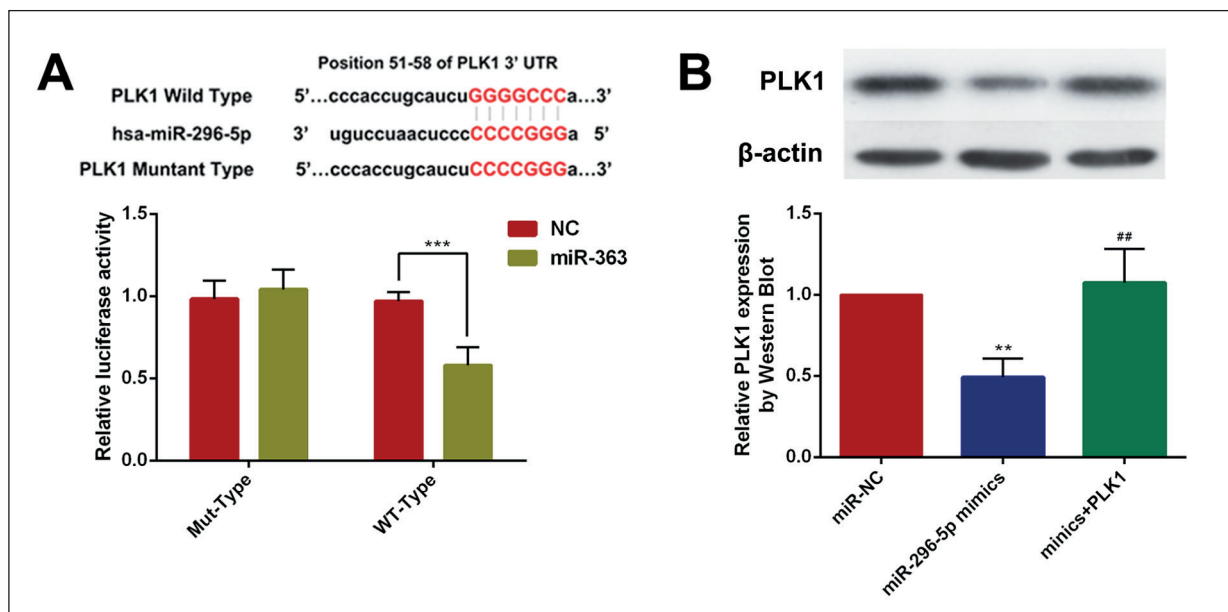 A
Position 51-58 of PLK1 3' UTR
PLK1 Wild Type 5'...cccaccugcaucuGGGGCCCa...3'
hsa-miR-296-5p 3' uguccuaacucccCCCCGGGa 5'
PLK1 Muntant Type 5'...cccaccugcaucuCCCCGGGa...3'
Relative luciferase activity
1.5
1.0
0.5
0.0
***
NC
miR-363
Mut-Type
WT-Type
B
PLK1
β-actin
Relative PLK1 expression
by Western Blot
1.5
1.0
0.5
0.0
**
##
miR-NC
miR-296-5p mimics
minics+PLK1